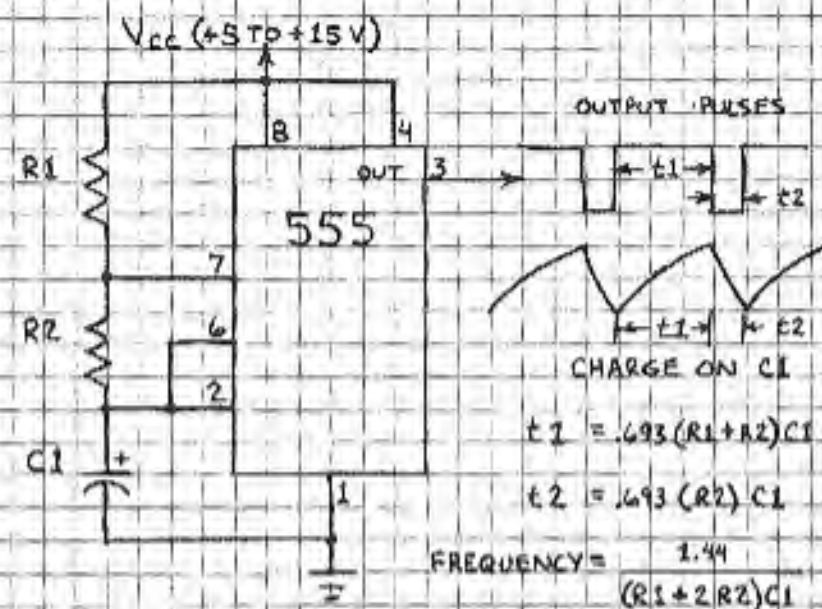 Vcc (+5 TO +15 V)
8
4
OUTPUT PULSES
R1
OUT
3
t1
t2
555
7
R2
6
t1
t2
2
CHARGE ON C1
C1
+
t1 = .693 (R1+R2) C1
1
t2 = .693 (R2) C1
FREQUENCY = 1.44
(R1 + 2 R2) C1